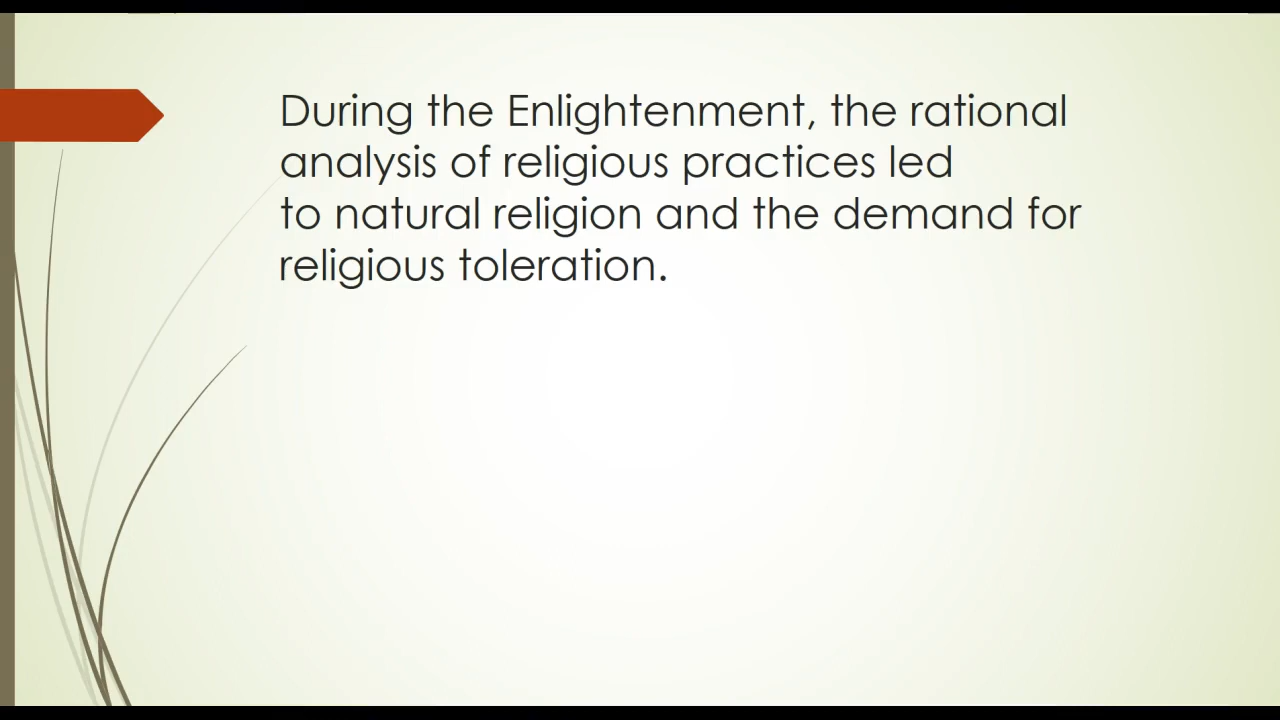 During the Enlightenment, the rational
analysis of religious practices led
to natural religion and the demand for
religious toleration.